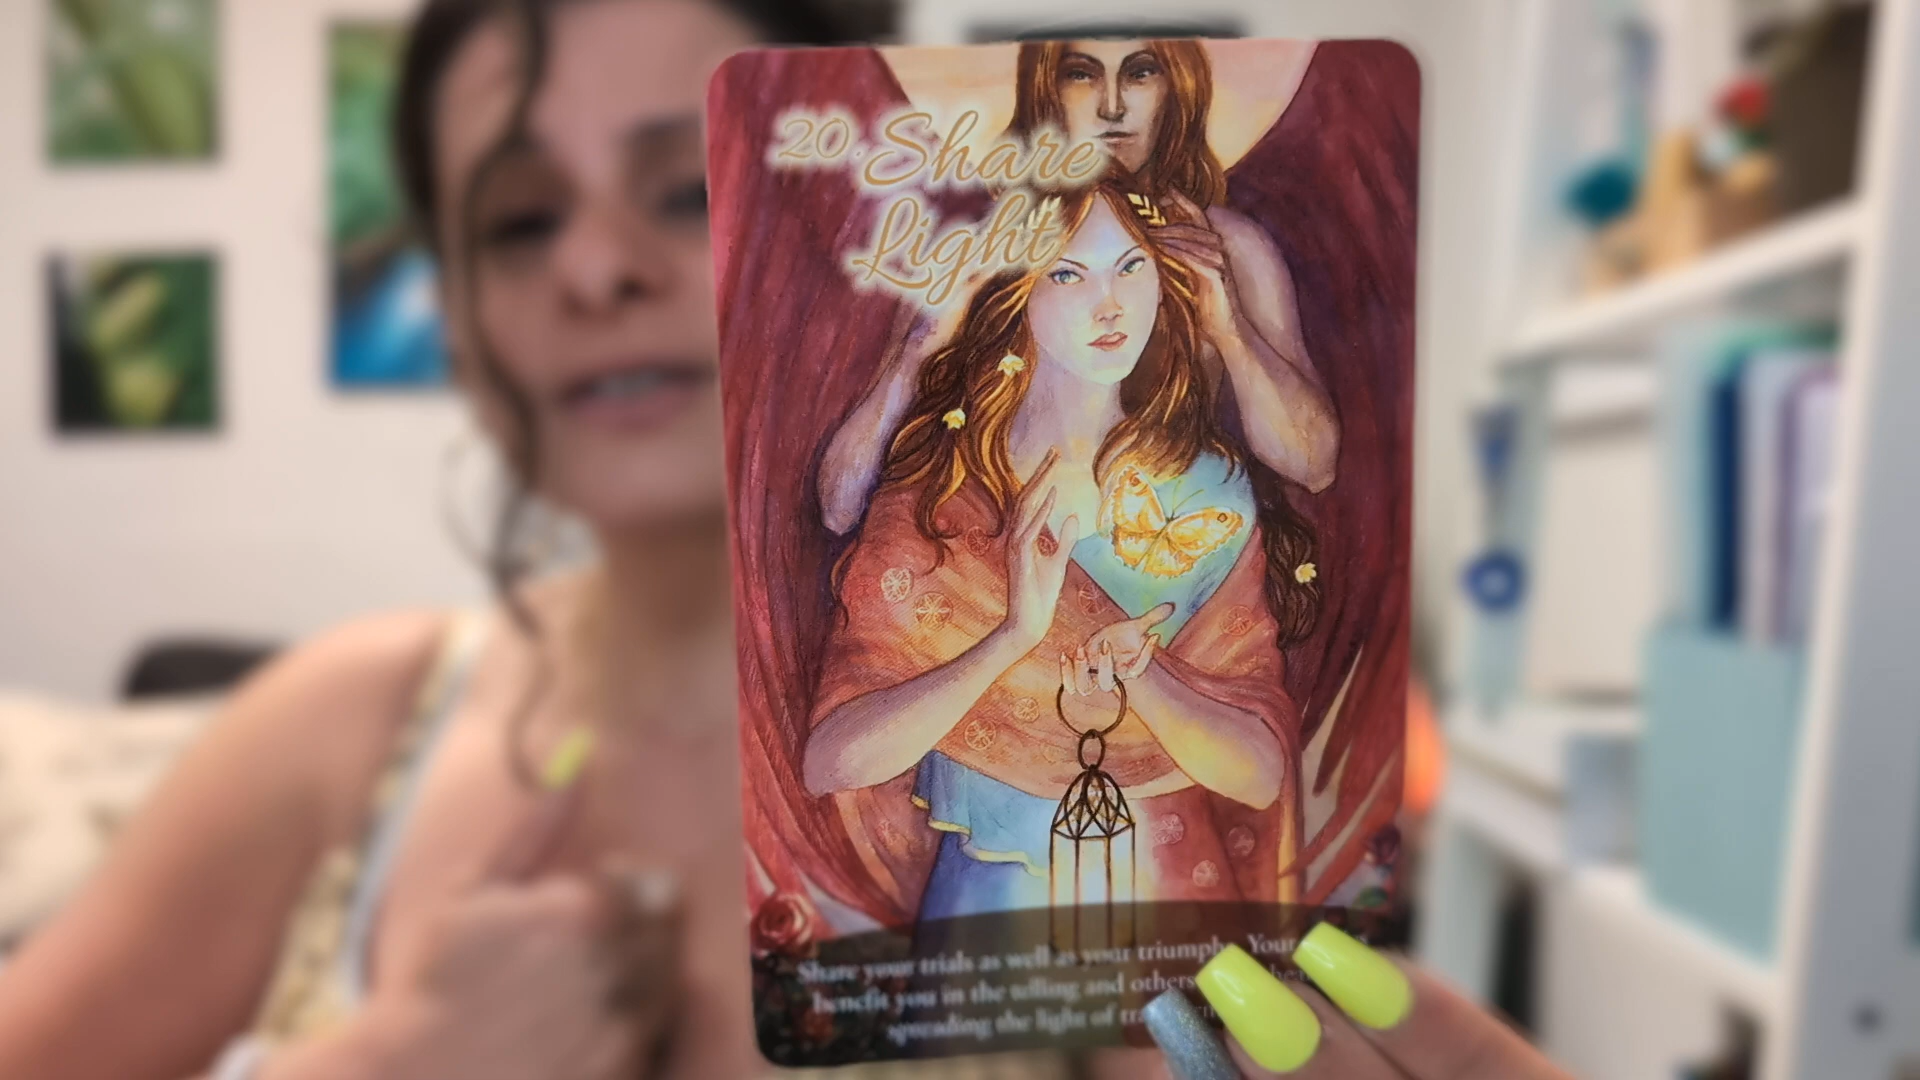 20. Share
Light
Share your trials as well as your triumphs. Your
benefit you in the telling and others
spreading the light of